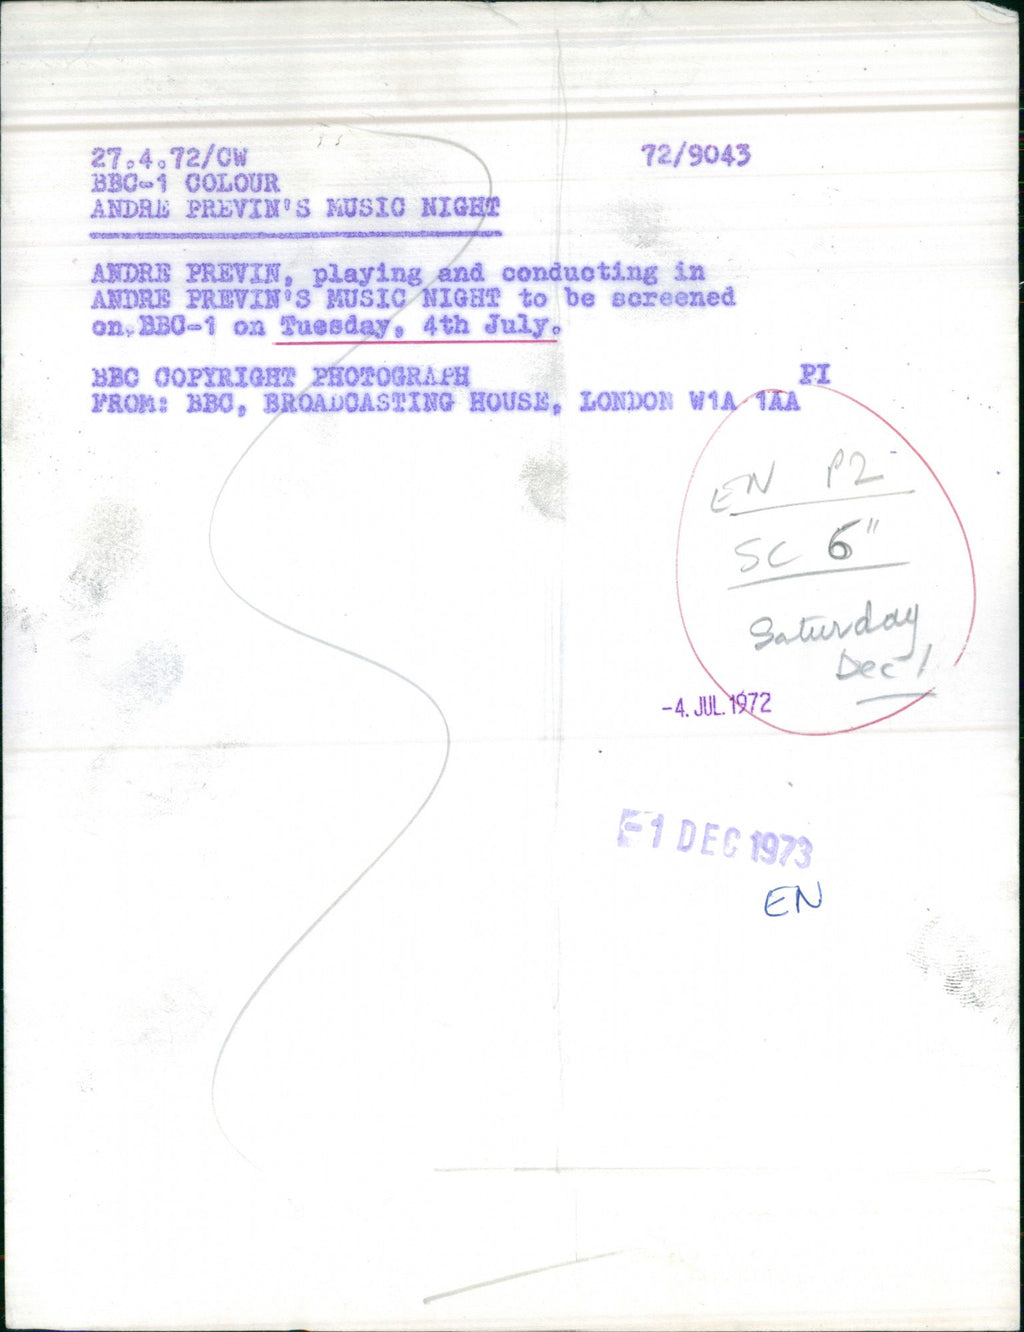 27.4.72/CW 72/9043
BBC-1 COLOUR
ANDRE PREVIN'S MUSIC NIGHT
ANDRE PREVIN, playing and conducting in
ANDRE PREVIN'S MUSIC NIGHT to be screened
on BBC-1 on Tuesday, 4th July.
BBC COPYRIGHT PHOTOGRAPH PI
FROM: BBC, BROADCASTING HOUSE, LONDON W1A 1AA
EN P2
SC 6"
Saturday
Dec 1
-4. JUL. 1972
-1 DEC 1973
EN